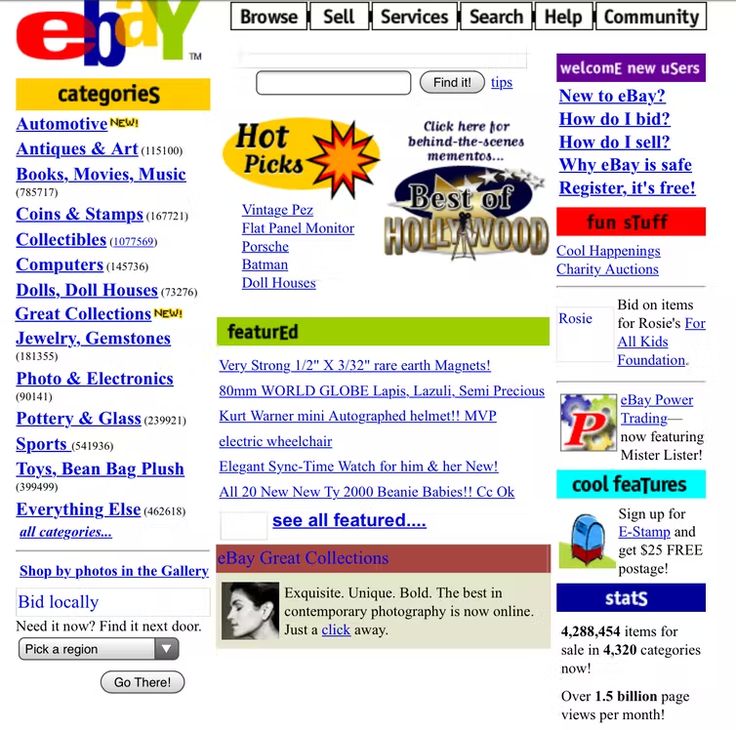 ebaY™
Browse
Sell
Services
Search
Help
Community
categorieS
Automotive NEW!
Antiques & Art (115100)
Books, Movies, Music
(785717)
Coins & Stamps (167721)
Collectibles (1077569)
Computers (145736)
Dolls, Doll Houses (73276)
Great Collections NEW!
Jewelry, Gemstones
(181355)
Photo & Electronics
(90141)
Pottery & Glass (239921)
Sports (541936)
Toys, Bean Bag Plush
(399499)
Everything Else (462618)
all categories...
Shop by photos in the Gallery
Bid locally
Need it now? Find it next door.
Pick a region
Go There!
Find it!
tips
Hot
Picks
Vintage Pez
Flat Panel Monitor
Porsche
Batman
Doll Houses
Click here for
behind-the-scenes
mementos...
Best of
HOLLYWOOD
featurEd
Very Strong 1/2" X 3/32" rare earth Magnets!
80mm WORLD GLOBE Lapis, Lazuli, Semi Precious
Kurt Warner mini Autographed helmet!! MVP
electric wheelchair
Elegant Sync-Time Watch for him & her New!
All 20 New New Ty 2000 Beanie Babies!! Cc Ok
see all featured....
eBay Great Collections
Exquisite. Unique. Bold. The best in
contemporary photography is now online.
Just a click away.
welcomE new uSers
New to eBay?
How do I bid?
How do I sell?
Why eBay is safe
Register, it's free!
fun sTuff
Cool Happenings
Charity Auctions
Rosie
Bid on items
for Rosie's For
All Kids
Foundation.
P
eBay Power
Trading—
now featuring
Mister Lister!
cool feaTures
Sign up for
E-Stamp and
get $25 FREE
postage!
statS
4,288,454 items for
sale in 4,320 categories
now!
Over 1.5 billion page
views per month!